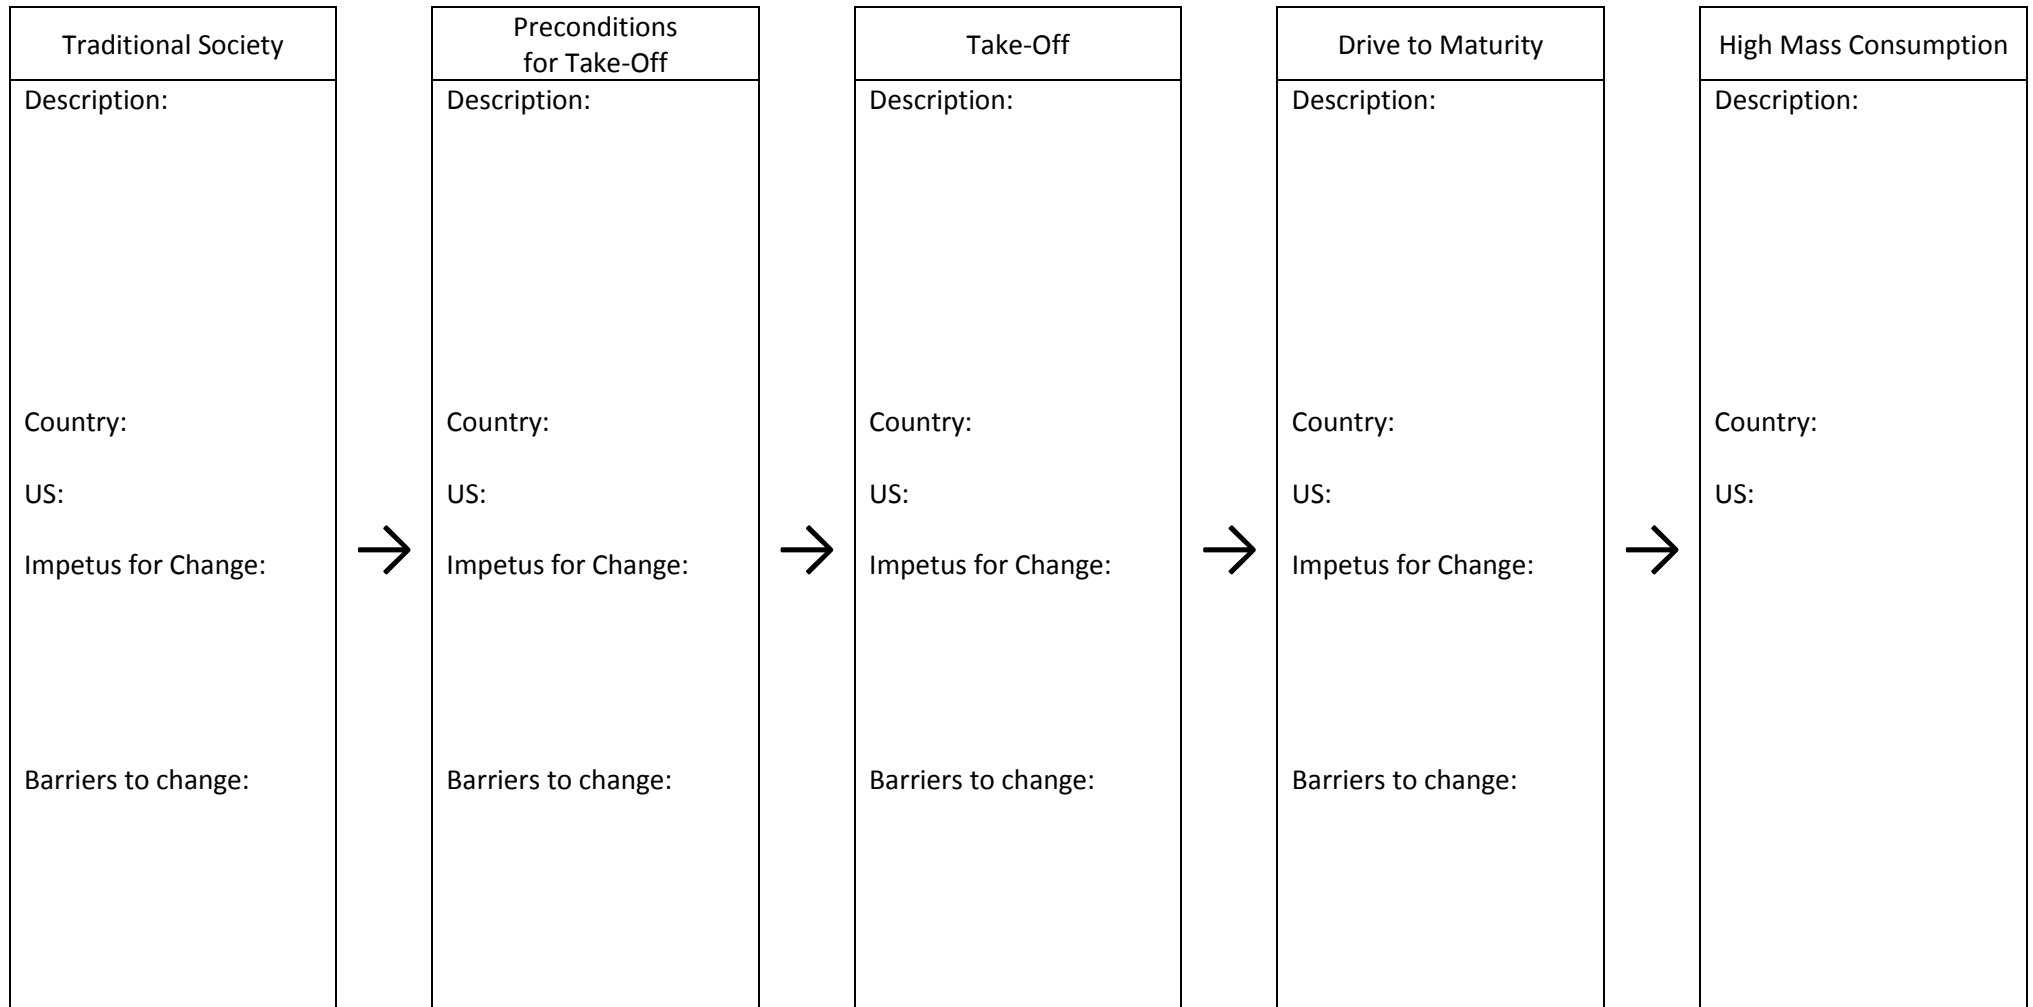 Traditional Society
Description:
Country:
US:
Impetus for Change:
Barriers to change:
Preconditions
for Take-Off
Description:
Country:
US:
Impetus for Change:
Barriers to change:
Take-Off
Description:
Country:
US:
Impetus for Change:
Barriers to change:
Drive to Maturity
Description:
Country:
US:
Impetus for Change:
Barriers to change:
High Mass Consumption
Description:
Country:
US: